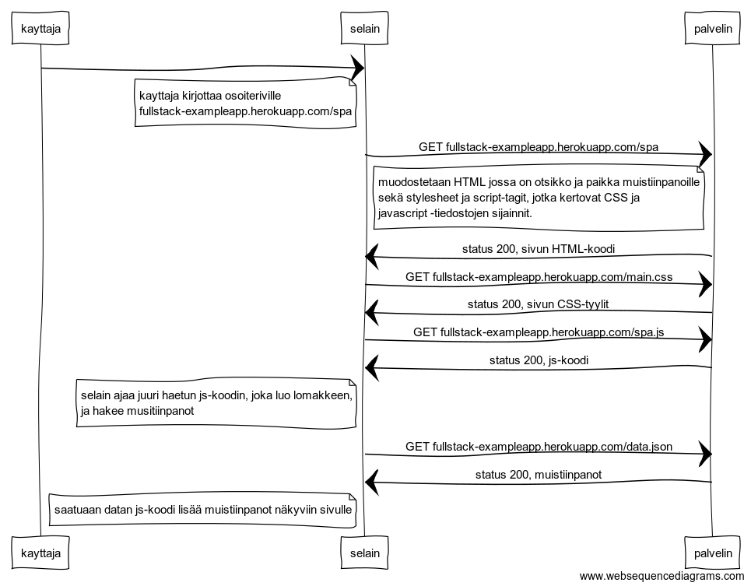 kayttaja
selain
palvelin
kayttaja kirjottaa osoiteriville
fullstack-exampleapp.herokuapp.com/spa
GET fullstack-exampleapp.herokuapp.com/spa
muodostetaan HTML jossa on otsikko ja paikka muistiinpanoille
sekä stylesheet ja script-tagit, jotka kertovat CSS ja
javascript -tiedostojen sijainnit.
status 200, sivun HTML-koodi
GET fullstack-exampleapp.herokuapp.com/main.css
status 200, sivun CSS-tyylit
GET fullstack-exampleapp.herokuapp.com/spa.js
status 200, js-koodi
selain ajaa juuri haetun js-koodin, joka luo lomakkeen,
ja hakee musitiinpanot
GET fullstack-exampleapp.herokuapp.com/data.json
status 200, muistiinpanot
saatuaan datan js-koodi lisää muistiinpanot näkyviin sivulle
kayttaja
selain
palvelin
www.websequencediagrams.com